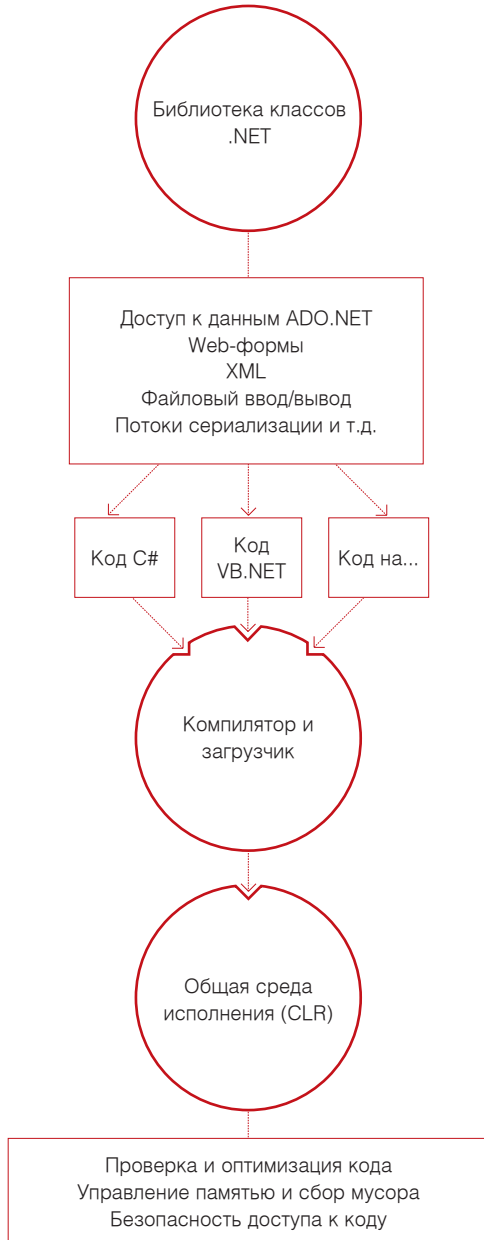 Библиотека классов
.NET
Доступ к данным ADO.NET
Web-формы
XML
Файловый ввод/вывод
Потоки сериализации и т.д.
Код C#
Код
VB.NET
Код на...
Компилятор и
загрузчик
Общая среда
исполнения (CLR)
Проверка и оптимизация кода
Управление памятью и сбор мусора
Безопасность доступа к коду